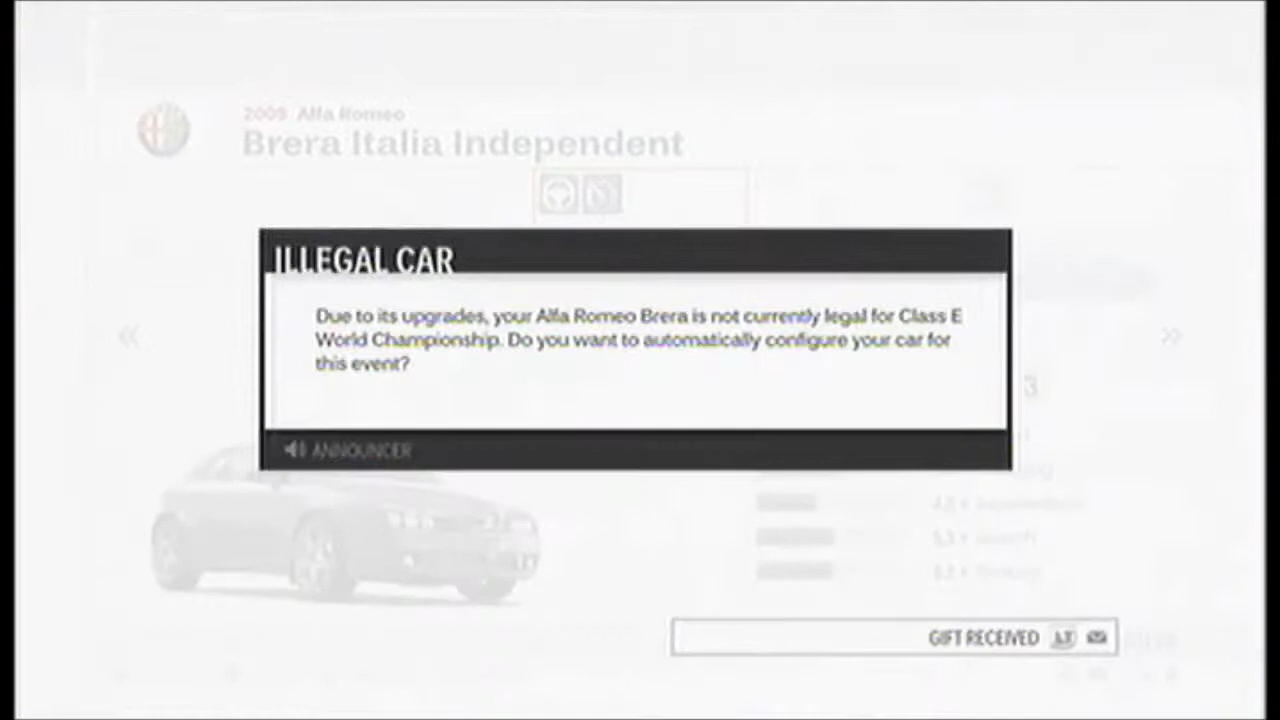 2009 Alfa Romeo
Brera Italia Independent
ILLEGAL CAR
Due to its upgrades, your Alfa Romeo Brera is not currently legal for Class E
World Championship. Do you want to automatically configure your car for
this event?
3
ANNOUNCER
GIFT RECEIVED